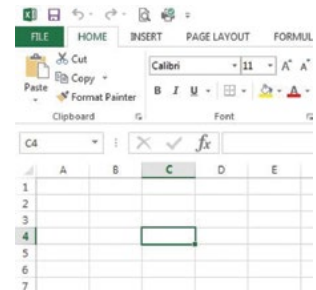 FILE HOME INSERT PAGE LAYOUT FORMUL
Cut
Copy
Format Painter
Paste
Calibri 11 A A
B I U A
Clipboard Font
C4 fx
A B C D E
1
2
3
4
5
6
7